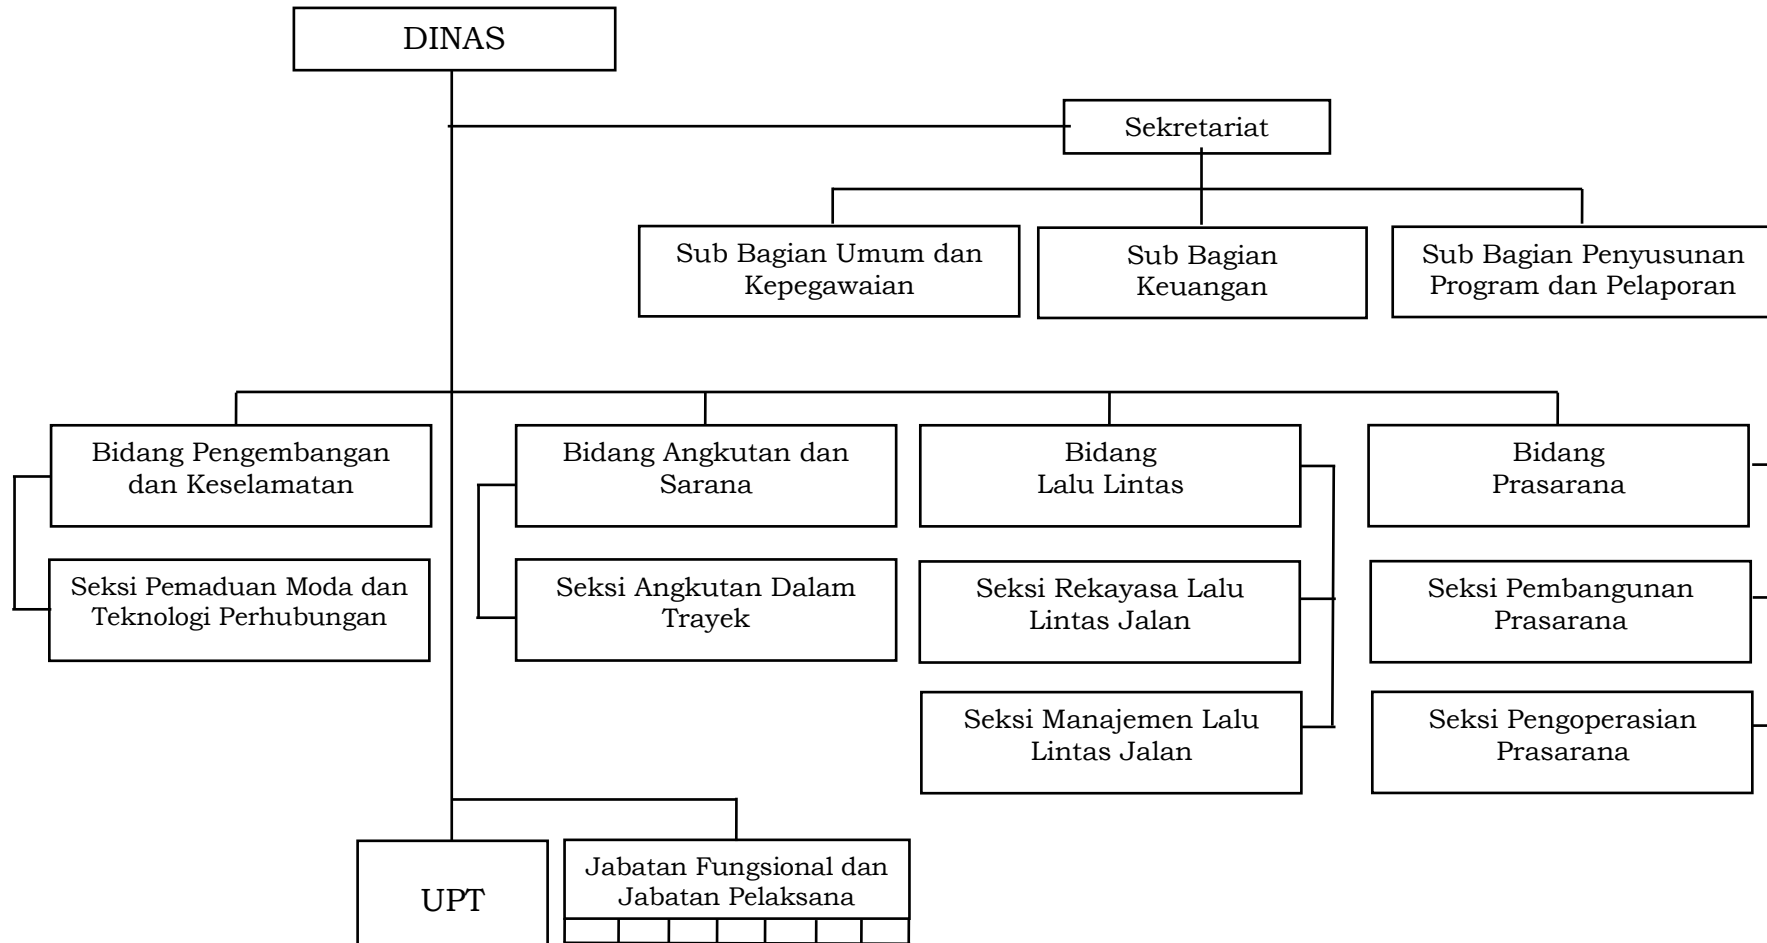 DINAS
Sekretariat
Sub Bagian Umum dan
Kepegawaian
Sub Bagian
Keuangan
Sub Bagian Penyusunan
Program dan Pelaporan
Bidang Pengembangan
dan Keselamatan
Bidang Angkutan dan
Sarana
Bidang
Lalu Lintas
Bidang
Prasarana
Seksi Pemaduan Moda dan
Teknologi Perhubungan
Seksi Angkutan Dalam
Trayek
Seksi Rekayasa Lalu
Lintas Jalan
Seksi Pembangunan
Prasarana
Seksi Manajemen Lalu
Lintas Jalan
Seksi Pengoperasian
Prasarana
UPT
Jabatan Fungsional dan
Jabatan Pelaksana